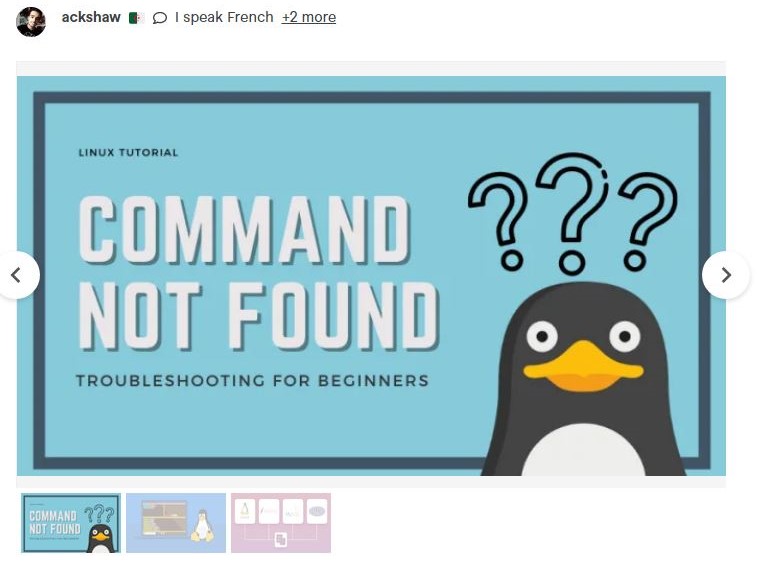 ackshaw I speak French +2 more
LINUX TUTORIAL
???
COMMAND
NOT FOUND
TROUBLESHOOTING FOR BEGINNERS
COMMAND ???
NOT FOUND